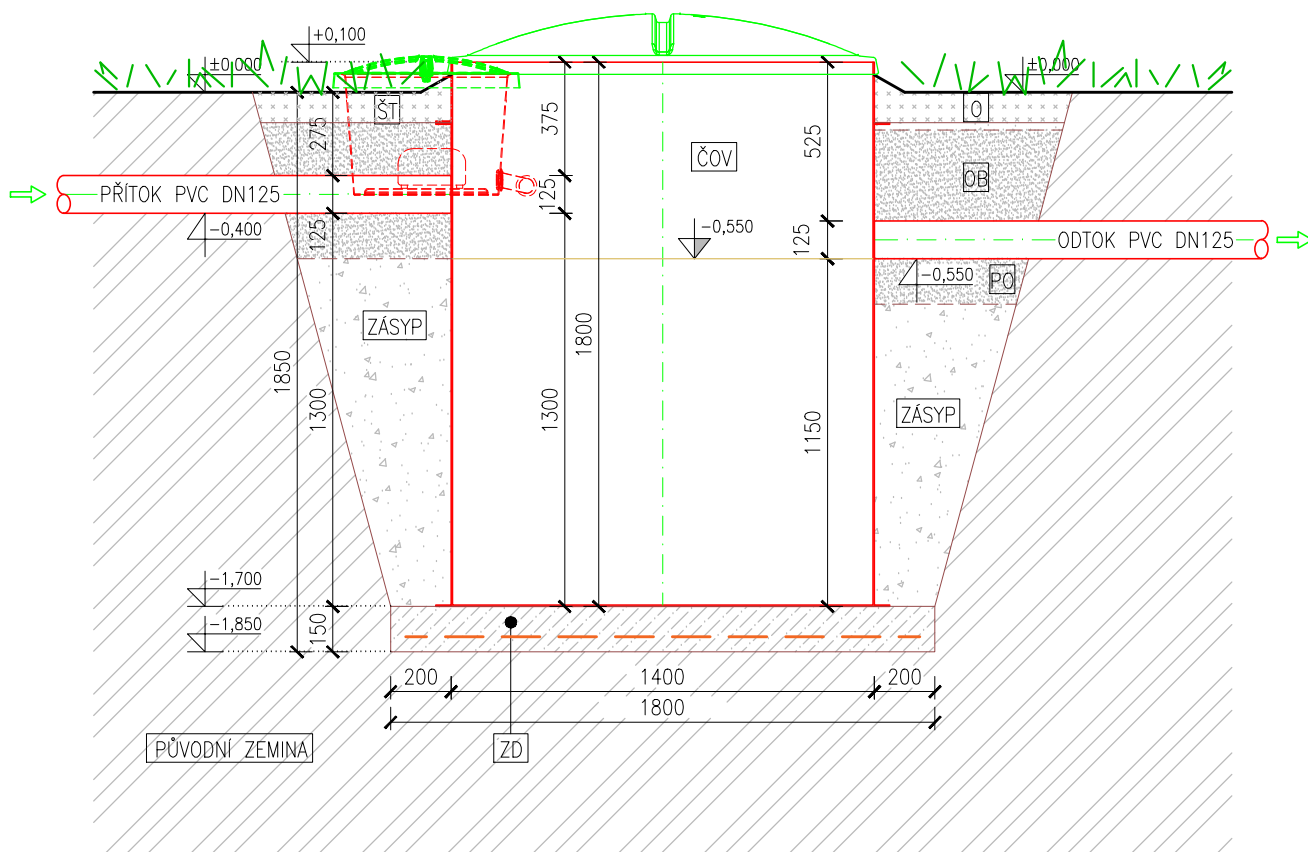 +0,100
±0,000
±0,000
ŠT
O
275
375
525
ČOV
OB
PŘÍTOK PVC DN125
125
-0,400
125
-0,550
125
ODTOK PVC DN125
-0,550
PO
ZÁSYP
1850
1300
1300
1800
1150
ZÁSYP
-1,700
-1,850
150
200
1400
200
1800
PŮVODNÍ ZEMINA
ZD